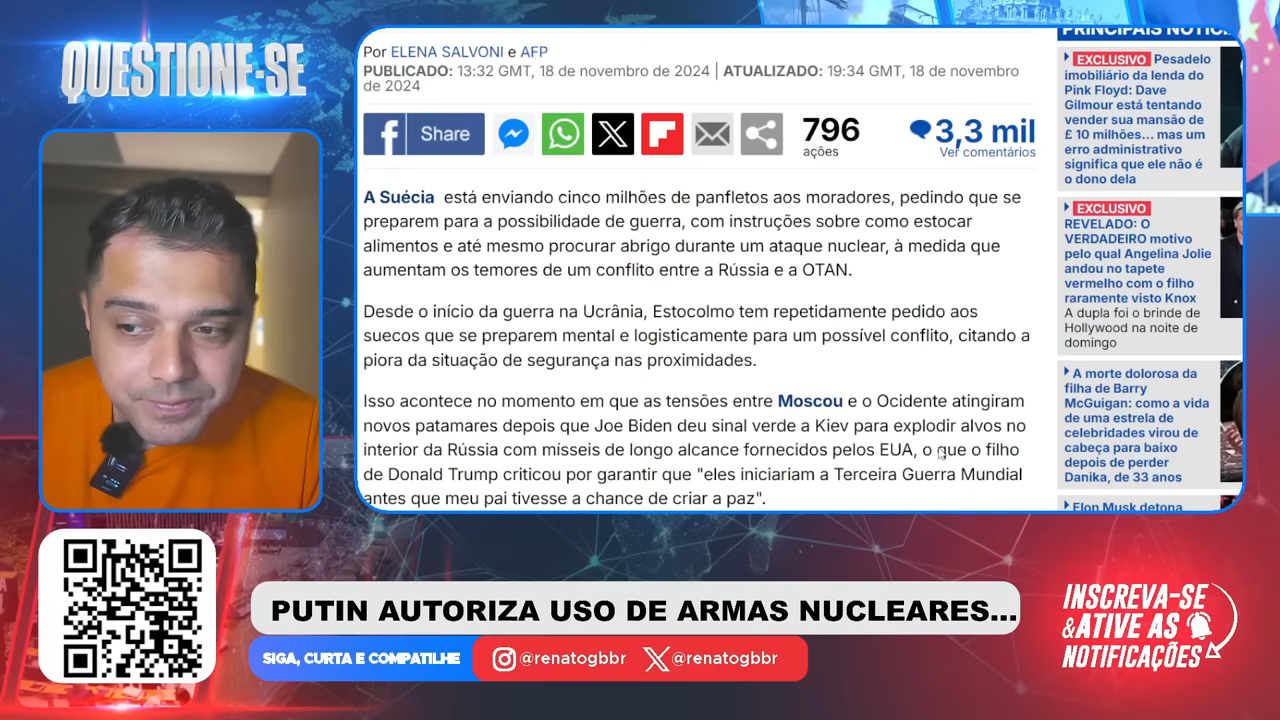 QUESTIONE-SE
Por ELENA SALVONI e AFP
PUBLICADO: 13:32 GMT, 18 de novembro de 2024 | ATUALIZADO: 19:34 GMT, 18 de novembro
de 2024
Share
796
ações
3,3 mil
Ver comentários
A Suécia está enviando cinco milhões de panfletos aos moradores, pedindo que se
preparem para a possibilidade de guerra, com instruções sobre como estocar
alimentos e até mesmo procurar abrigo durante um ataque nuclear, à medida que
aumentam os temores de um conflito entre a Rússia e a OTAN.
Desde o início da guerra na Ucrânia, Estocolmo tem repetidamente pedido aos
suecos que se preparem mental e logisticamente para um possível conflito, citando a
piora da situação de segurança nas proximidades.
Isso acontece no momento em que as tensões entre Moscou e o Ocidente atingiram
novos patamares depois que Joe Biden deu sinal verde a Kiev para explodir alvos no
interior da Rússia com mísseis de longo alcance fornecidos pelos EUA, o que o filho
de Donald Trump criticou por garantir que "eles iniciariam a Terceira Guerra Mundial
antes que meu pai tivesse a chance de criar a paz".
PRINCIPAIS NOTÍC
EXCLUSIVO Pesadelo
imobiliário da lenda do
Pink Floyd: Dave
Gilmour está tentando
vender sua mansão de
£ 10 milhões... mas um
erro administrativo
significa que ele não é
o dono dela
EXCLUSIVO
REVELADO: O
VERDADEIRO motivo
pelo qual Angelina Jolie
andou no tapete
vermelho com o filho
raramente visto Knox
A dupla foi o brinde de
Hollywood na noite de
domingo
A morte dolorosa da
filha de Barry
McGuigan: como a vida
de uma estrela de
celebridades virou de
cabeça para baixo
depois de perder
Danika, de 33 anos
Elon Musk detona
PUTIN AUTORIZA USO DE ARMAS NUCLEARES...
SIGA, CURTA E COMPATILHE
@renatogbbr
@renatogbbr
INSCREVA-SE
&ATIVE AS
NOTIFICAÇÕES